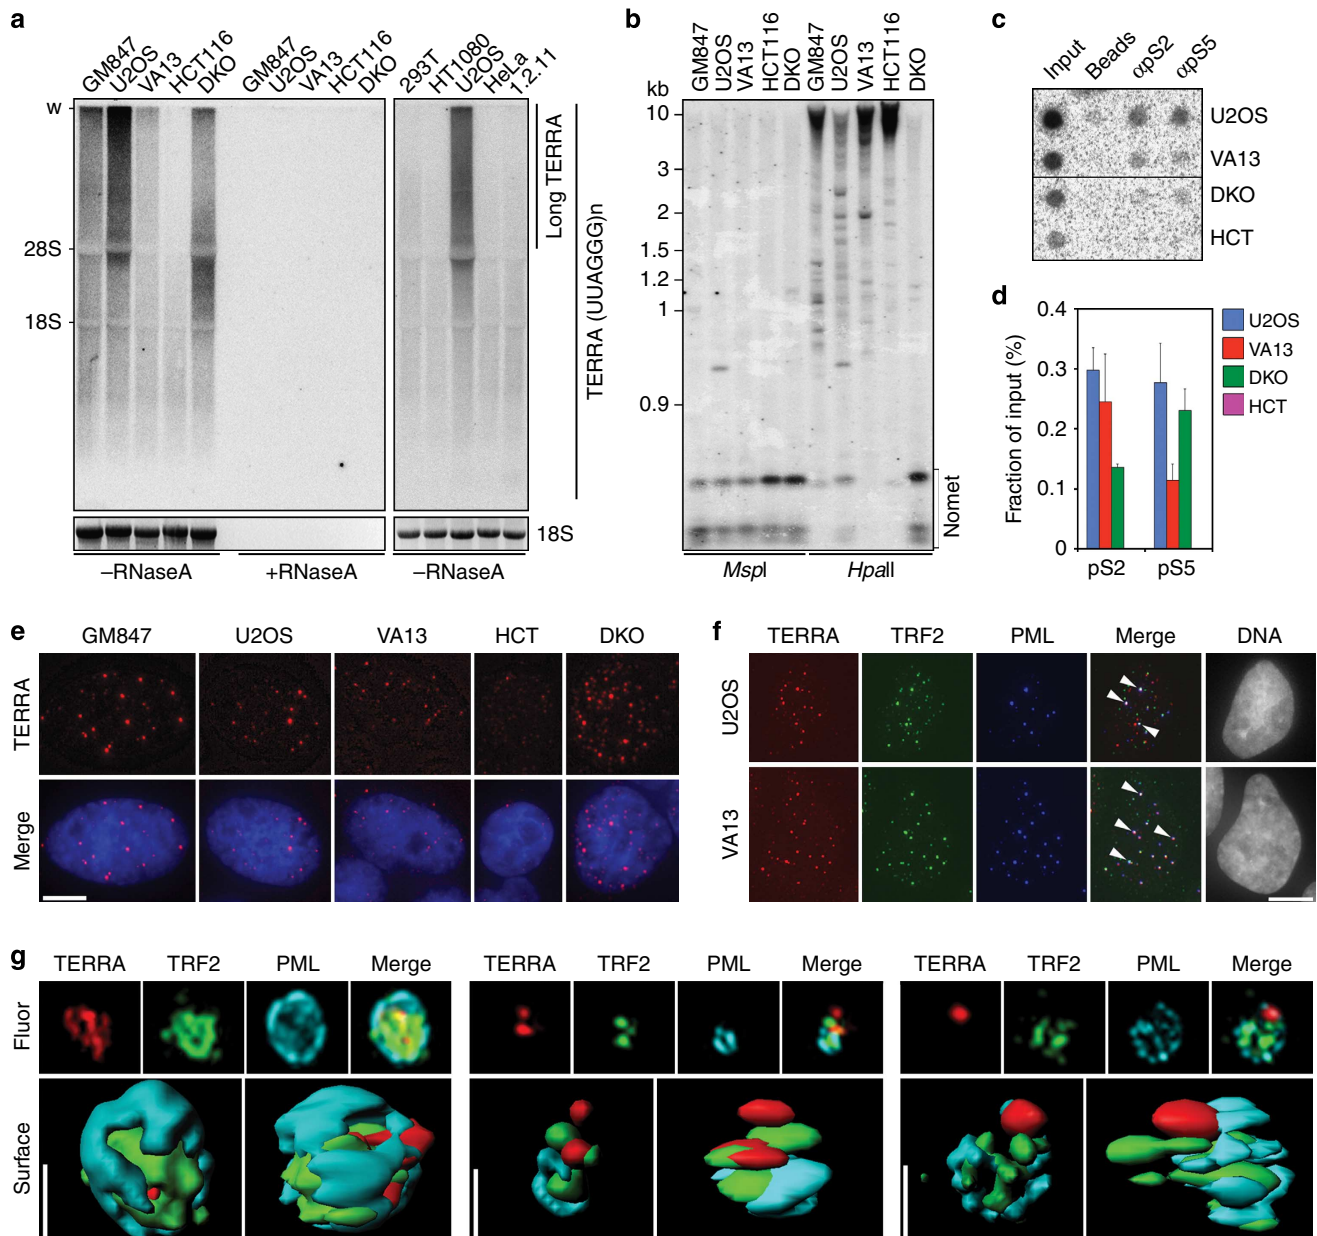 a
GM847 U2OS VA13 HCT116 DKO GM847 U2OS VA13 HCT116 DKO 293T HT1080 U2OS HeLa 1.2.11
W
28S
18S
Long TERRA
TERRA (UUAGGG)n
18S
–RNaseA +RNaseA –RNaseA
b
GM847 U2OS VA13 HCT116 DKO GM847 U2OS VA13 HCT116 DKO
kb
10
3
2
1.5
1.2
1
0.9
Nomet
MspI HpaII
c
Input Beads αpS2 αpS5
U2OS
VA13
DKO
HCT
d
Fraction of input (%)
0.4
0.3
0.2
0.1
0
pS2 pS5
U2OS
VA13
DKO
HCT
e
GM847 U2OS VA13 HCT DKO
TERRA
Merge
f
TERRA TRF2 PML Merge DNA
U2OS
VA13
g
TERRA TRF2 PML Merge TERRA TRF2 PML Merge TERRA TRF2 PML Merge
Fluor
Surface